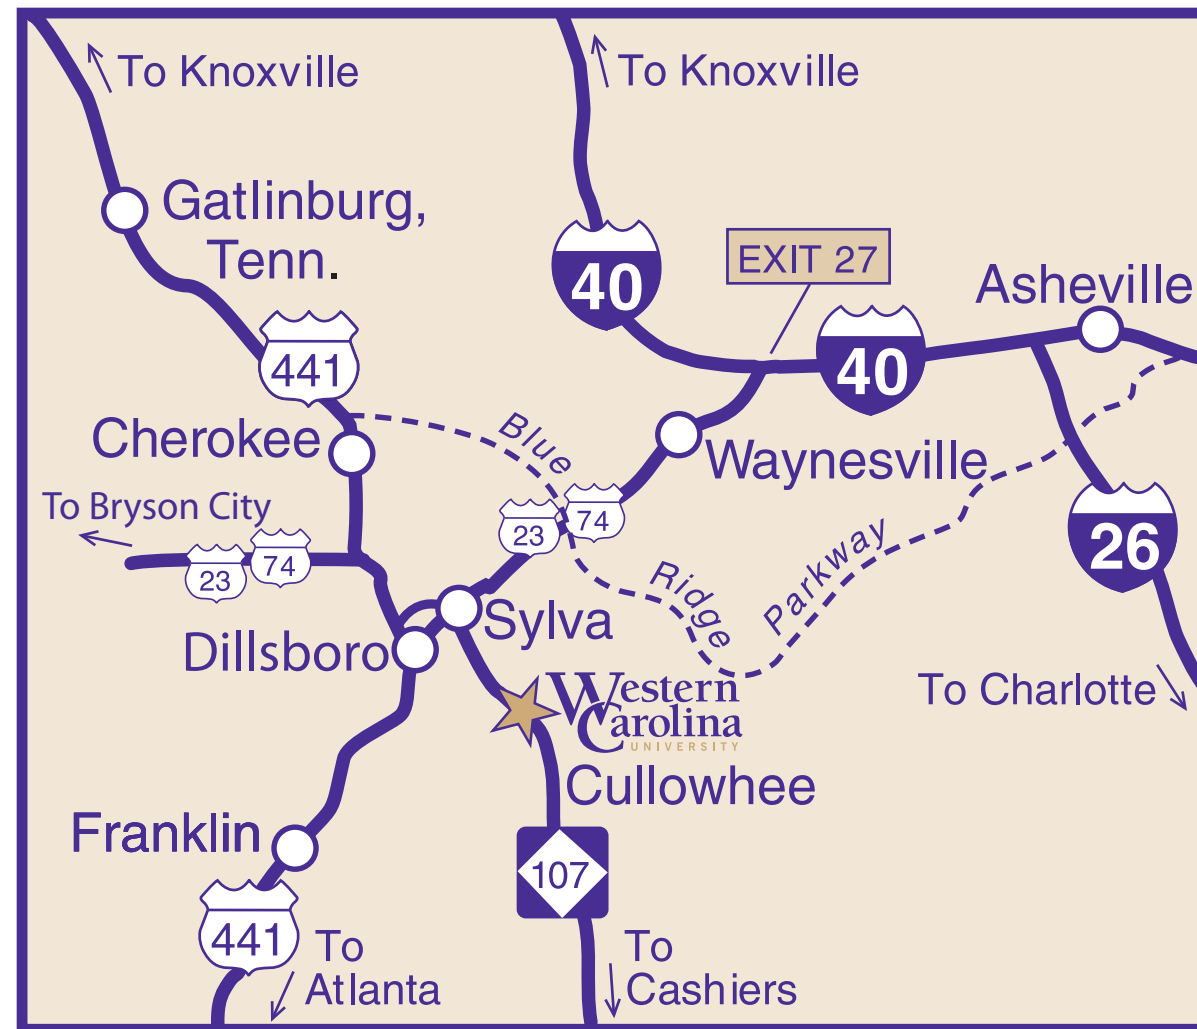 To Knoxville
To Knoxville
Gatlinburg,
Tenn.
40
EXIT 27
Asheville
441
40
Cherokee
Blue
Waynesville
To Bryson City
23
74
23
74
26
Ridge
Parkway
Sylva
Dillsboro
Western
Carolina
UNIVERSITY
To Charlotte
Cullowhee
Franklin
107
441
To
Atlanta
To
Cashiers